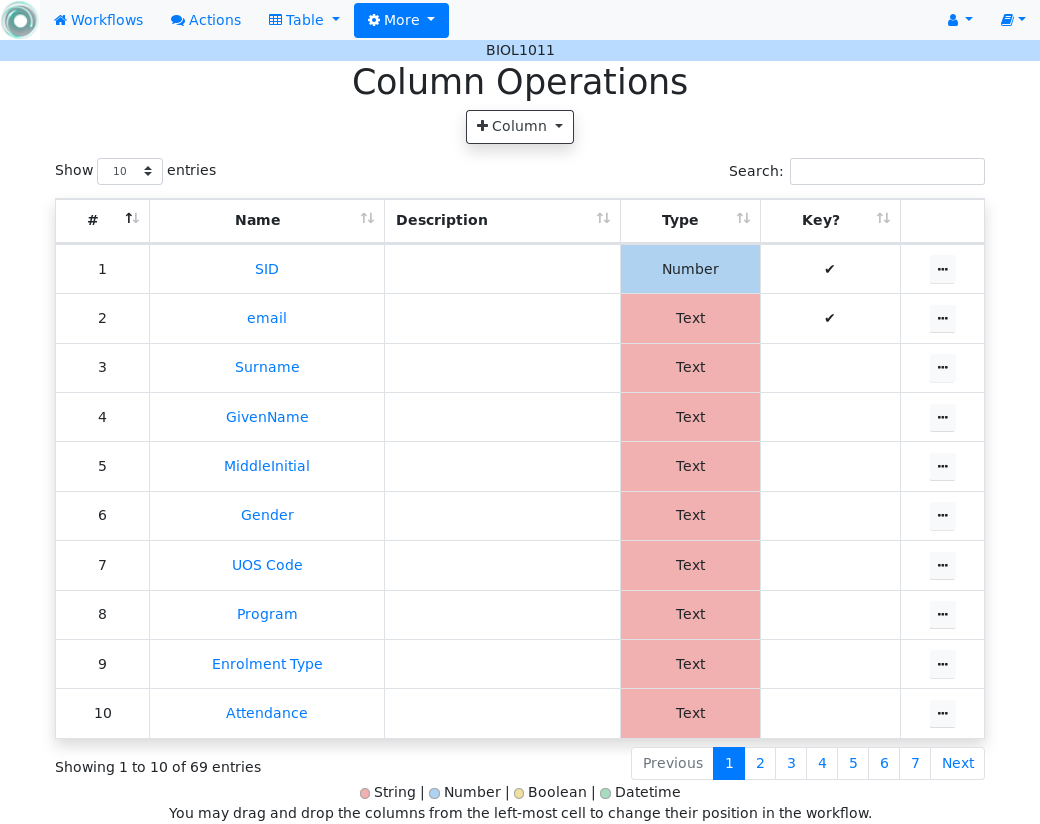 Workflows Actions Table More
BIOL1011
Column Operations
+ Column
Show 10 entries Search:
# Name Description Type Key?
1 SID Number ✔
2 email Text ✔
3 Surname Text
4 GivenName Text
5 MiddleInitial Text
6 Gender Text
7 UOS Code Text
8 Program Text
9 Enrolment Type Text
10 Attendance Text
Showing 1 to 10 of 69 entries Previous 1 2 3 4 5 6 7 Next
String | Number | Boolean | Datetime
You may drag and drop the columns from the left-most cell to change their position in the workflow.